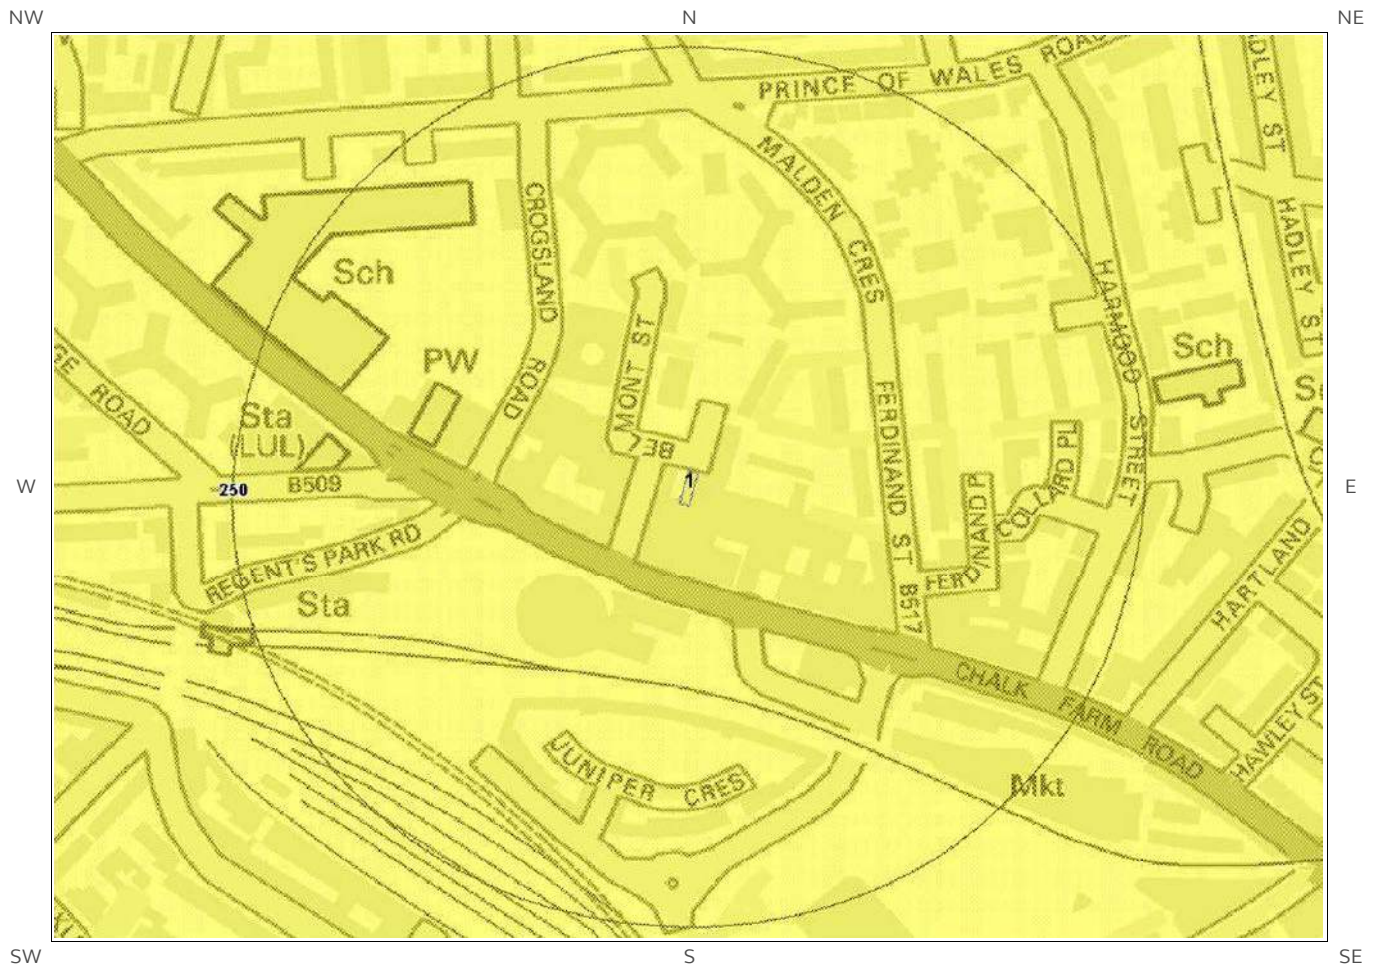 NW
N
NE
PRINCE OF WALES ROAD
DLEY ST
MALDEN CRES
CROGSLAND ROAD
HADLEY ST
Sch
HARMOOD STREET
MONT ST
Sch
GE ROAD
PW
FERDINAND ST B517
Sta
(LUL)
BEL
COLLARD PL
W
250
B509
1
FERDINAND P
E
REGENT'S PARK RD
HARTLAND
Sta
CHALK FARM ROAD
HAWLEY ST
JUNIPER CRES
Mkt
SW
S
SE